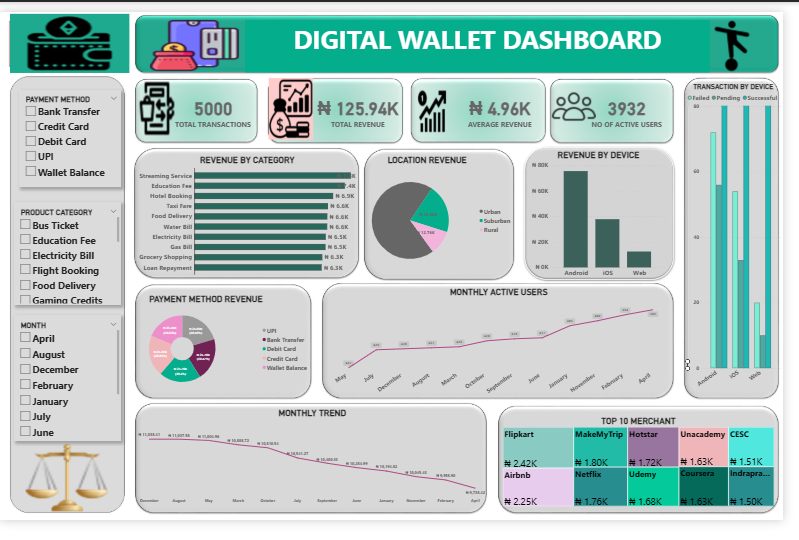 DIGITAL WALLET DASHBOARD
PAYMENT METHOD
Bank Transfer
Credit Card
Debit Card
UPI
Wallet Balance
PRODUCT CATEGORY
Bus Ticket
Education Fee
Electricity Bill
Flight Booking
Food Delivery
Gaming Credits
MONTH
April
August
December
February
January
July
June
5000
TOTAL TRANSACTIONS
₦ 125.94K
TOTAL REVENUE
₦ 4.96K
AVERAGE REVENUE
3932
NO OF ACTIVE USERS
TRANSACTION BY DEVICE
Failed Pending Successful
80
60
40
20
0
Android iOS Web
REVENUE BY CATEGORY
Streaming Service
Education Fee
Hotel Booking ₦ 6.9K
Taxi Fare ₦ 6.6K
Food Delivery ₦ 6.6K
Water Bill ₦ 6.6K
Electricity Bill ₦ 6.5K
Gas Bill ₦ 6.5K
Grocery Shopping ₦ 6.3K
Loan Repayment ₦ 6.3K
LOCATION REVENUE
Urban
Suburben
Rural
REVENUE BY DEVICE
₦ 80K
₦ 60K
₦ 40K
₦ 20K
₦ 0K
Android iOS Web
PAYMENT METHOD REVENUE
UPI
Bank Transfer
Debit Card
Credit Card
Wallet Balance
MONTHLY ACTIVE USERS
May July December August March October September June January November February April
MONTHLY TREND
December August May March October July September June January November February April
TOP 10 MERCHANT
Flipkart MakeMyTrip Hotstar Unacademy CESC
₦ 2.42K ₦ 1.80K ₦ 1.72K ₦ 1.63K ₦ 1.51K
Airbnb Netflix Udemy Coursera Indrapra...
₦ 2.25K ₦ 1.76K ₦ 1.68K ₦ 1.63K ₦ 1.50K